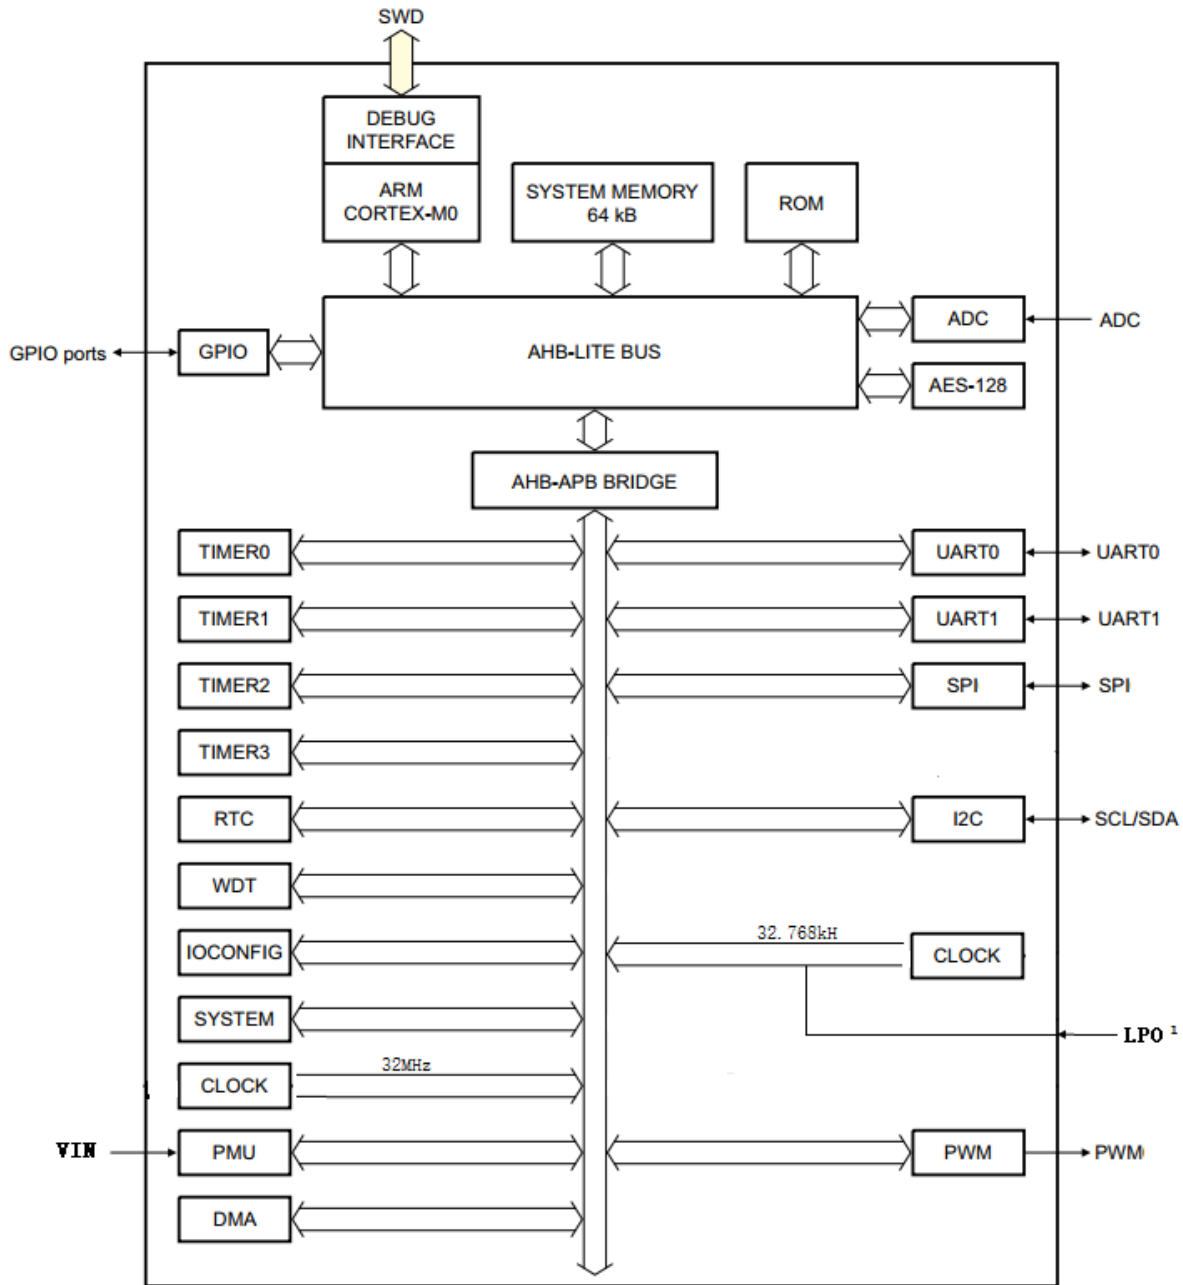 SWD
DEBUG
INTERFACE
ARM
CORTEX-M0
SYSTEM MEMORY
64 kB
ROM
GPIO ports
GPIO
AHB-LITE BUS
ADC
ADC
AES-128
AHB-APB BRIDGE
TIMER0
UART0
UART0
TIMER1
UART1
UART1
TIMER2
SPI
SPI
TIMER3
RTC
I2C
SCL/SDA
WDT
IOCONFIG
32.768kH
CLOCK
SYSTEM
LPO ¹
CLOCK
32MHz
VIN
PMU
PWM
PWM
DMA